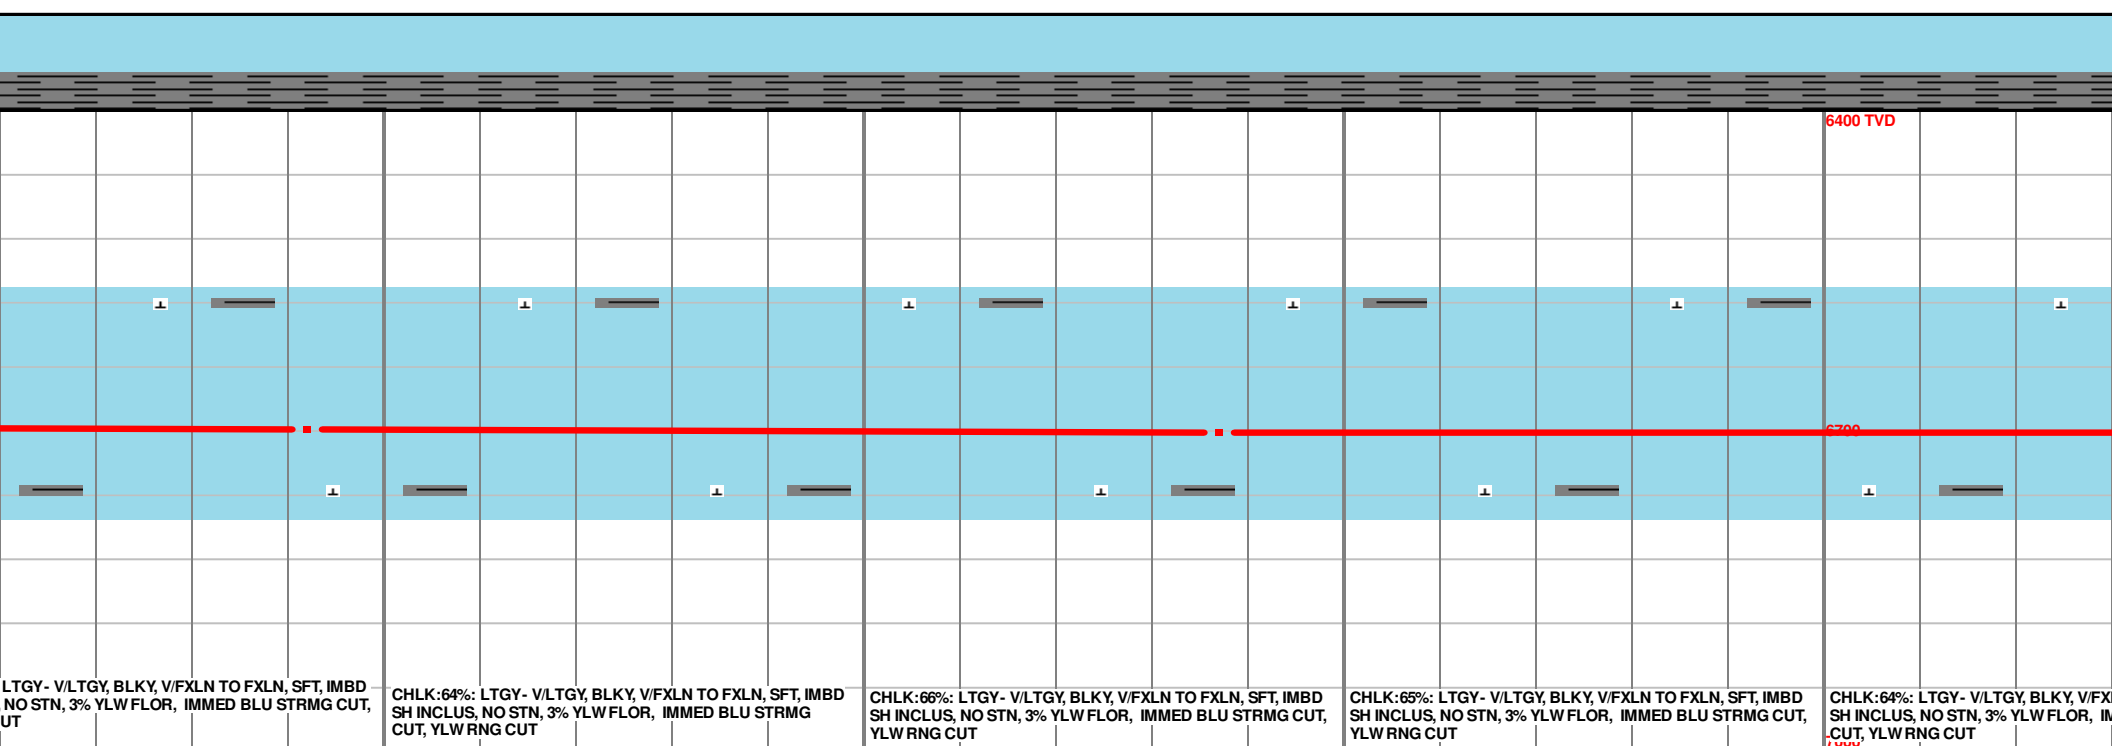 6400 TVD
6700
LTGY- V/LTGY, BLKY, V/FXLN TO FXLN, SFT, IMBD
NO STN, 3% YLW FLOR, IMMED BLU STRMG CUT,
UT
CHLK:64%: LTGY- V/LTGY, BLKY, V/FXLN TO FXLN, SFT, IMBD
SH INCLUS, NO STN, 3% YLW FLOR, IMMED BLU STRMG
CUT, YLW RNG CUT
CHLK:66%: LTGY- V/LTGY, BLKY, V/FXLN TO FXLN, SFT, IMBD
SH INCLUS, NO STN, 3% YLW FLOR, IMMED BLU STRMG CUT,
YLW RNG CUT
CHLK:65%: LTGY- V/LTGY, BLKY, V/FXLN TO FXLN, SFT, IMBD
SH INCLUS, NO STN, 3% YLW FLOR, IMMED BLU STRMG CUT,
YLW RNG CUT
CHLK:64%: LTGY- V/LTGY, BLKY, V/FX
SH INCLUS, NO STN, 3% YLW FLOR, IM
CUT, YLW RNG CUT